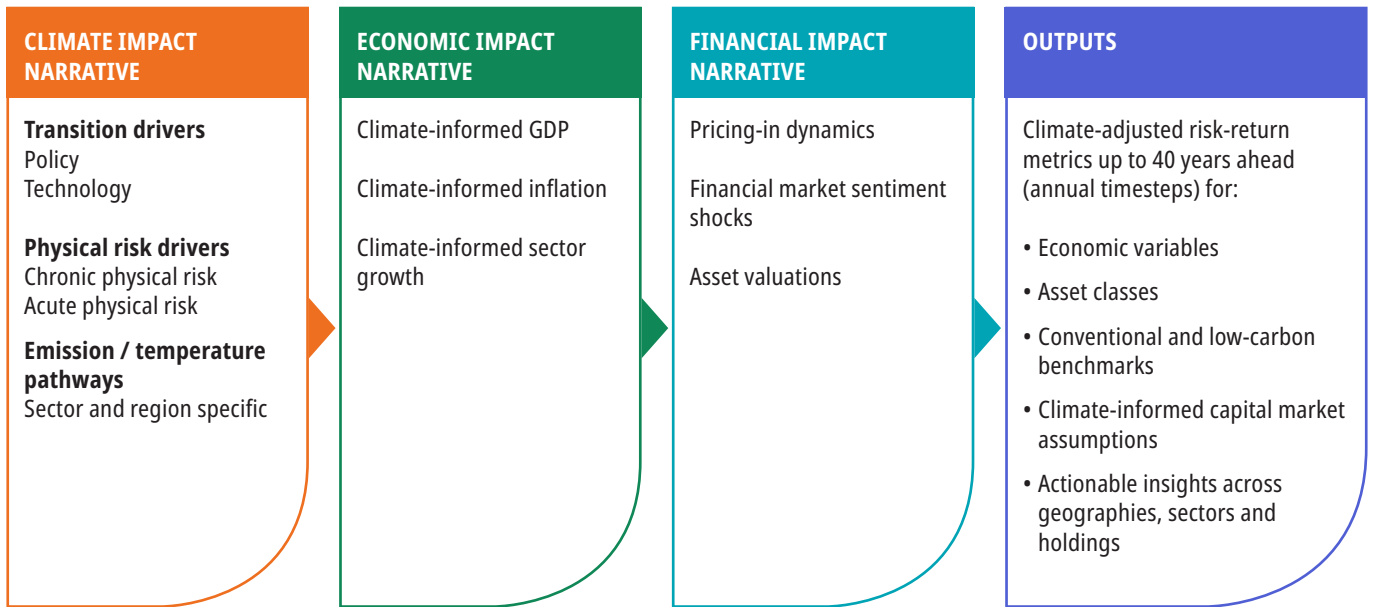 CLIMATE IMPACT
NARRATIVE
Transition drivers
Policy
Technology
Physical risk drivers
Chronic physical risk
Acute physical risk
Emission / temperature
pathways
Sector and region specific
ECONOMIC IMPACT
NARRATIVE
Climate-informed GDP
Climate-informed inflation
Climate-informed sector
growth
FINANCIAL IMPACT
NARRATIVE
Pricing-in dynamics
Financial market sentiment
shocks
Asset valuations
OUTPUTS
Climate-adjusted risk-return
metrics up to 40 years ahead
(annual timesteps) for:
• Economic variables
• Asset classes
• Conventional and low-carbon
benchmarks
• Climate-informed capital market
assumptions
• Actionable insights across
geographies, sectors and
holdings